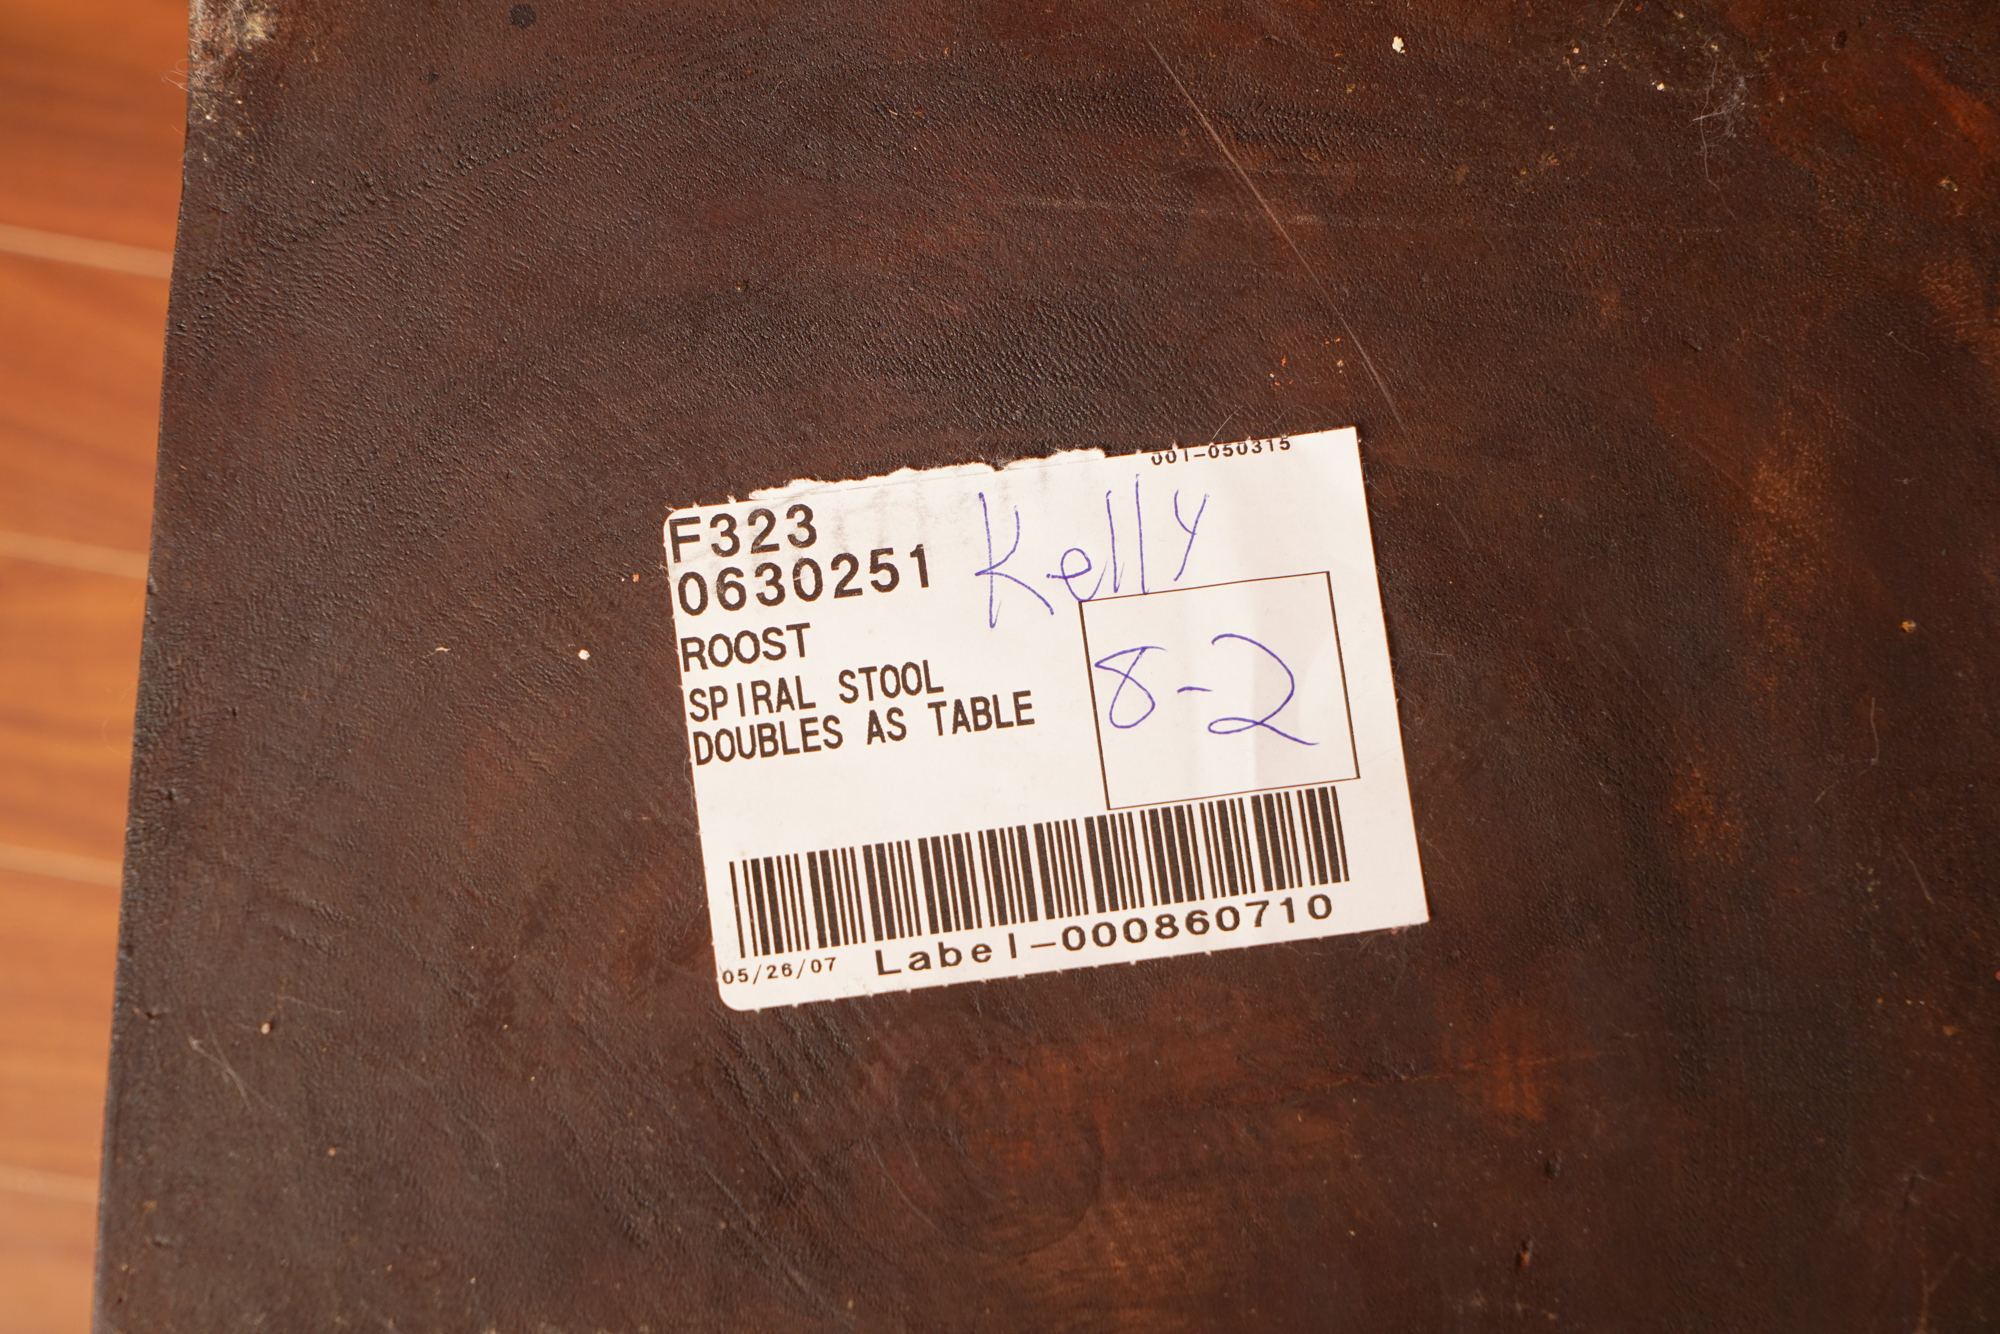 001-050315
F323
Kelly
0630251
ROOST
SPIRAL STOOL
DOUBLES AS TABLE
8-2
Label-000860710
05/26/07